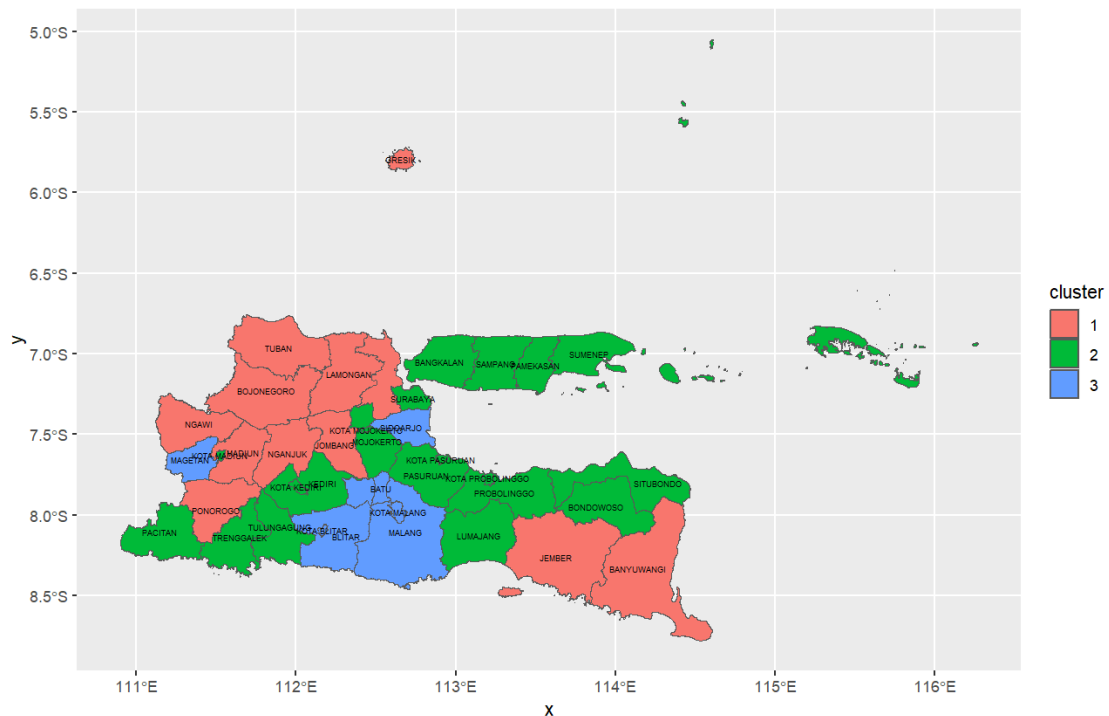 5.0°S
5.5°S
6.0°S
6.5°S
7.0°S
7.5°S
8.0°S
8.5°S
y
GRESIK
TUBAN
LAMONGAN
BOJONEGORO
BANGKALAN
SAMPANG
PAMEKASAN
SUMENEP
SURABAYA
NGAWI
KOTA MOJOKERTO
SIDOARJO
MOJOKERTO
JOMBANG
MAGETAN
KOTA MADIUN
MADIUN
NGANJUK
KOTA PASURUAN
PASURUAN
KOTA PROBOLINGGO
PROBOLINGGO
SITUBONDO
KOTA KEDIRI
KEDIRI
BATU
BONDOWOSO
PONOROGO
KOTA MALANG
MALANG
PACITAN
TRENGGALEK
TULUNGAGUNG
KOTA BLITAR
BLITAR
LUMAJANG
JEMBER
BANYUWANGI
111°E
112°E
113°E
114°E
115°E
116°E
x
cluster
1
2
3